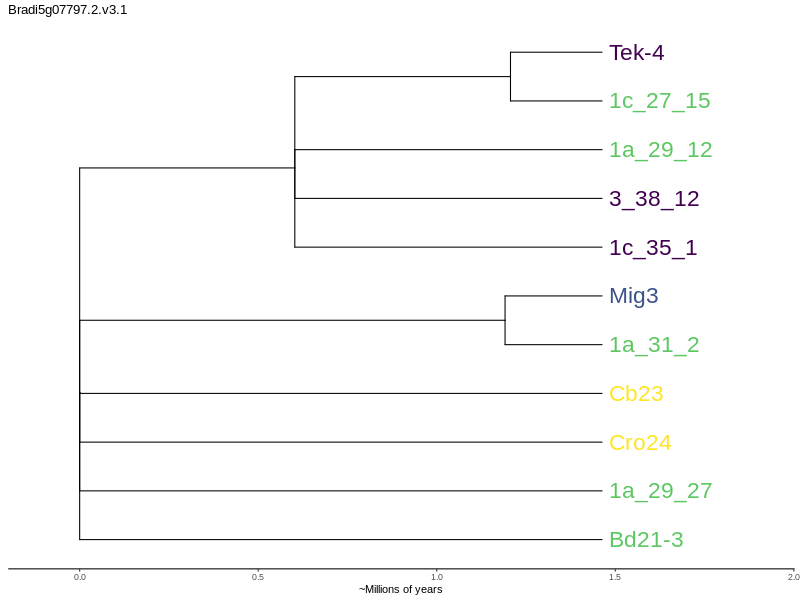 Bradi5g07797.2.v3.1
Tek-4
1c_27_15
1a_29_12
3_38_12
1c_35_1
Mig3
1a_31_2
Cb23
Cro24
1a_29_27
Bd21-3
0.0 0.5 1.0 1.5 2.0
~Millions of years